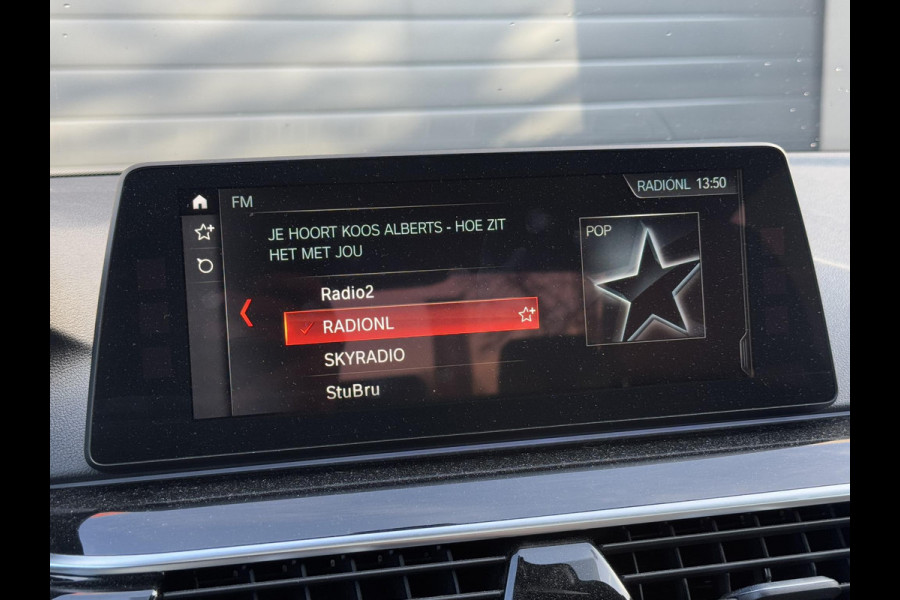 RADIONL 13:50
FM
JE HOORT KOOS ALBERTS - HOE ZIT
HET MET JOU
POP
Radio2
RADIONL
SKYRADIO
StuBru